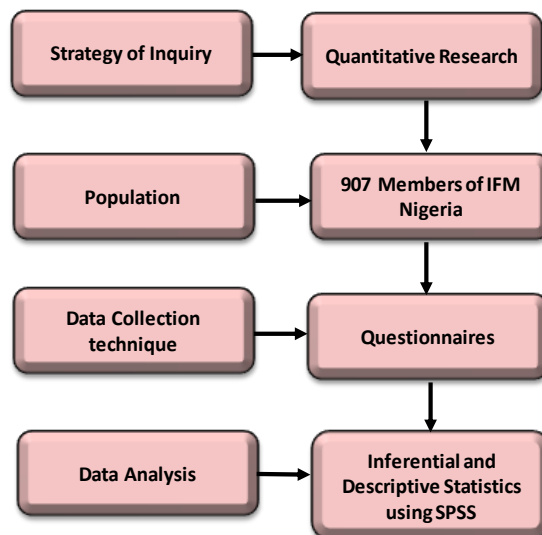 Strategy of Inquiry
Quantitative Research
Population
907 Members of IFM
Nigeria
Data Collection
technique
Questionnaires
Data Analysis
Inferential and
Descriptive Statistics
using SPSS